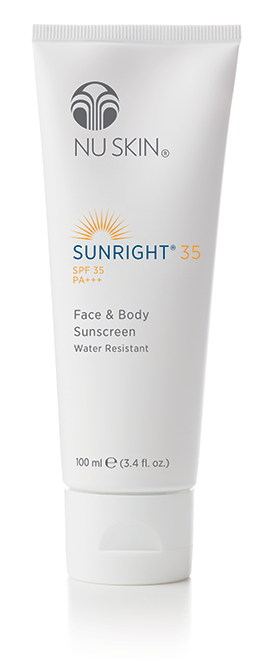 NU SKIN®
SUNRIGHT® 35
SPF 35
PA+++
Face & Body
Sunscreen
Water Resistant
100 ml ℮ (3.4 fl. oz.)